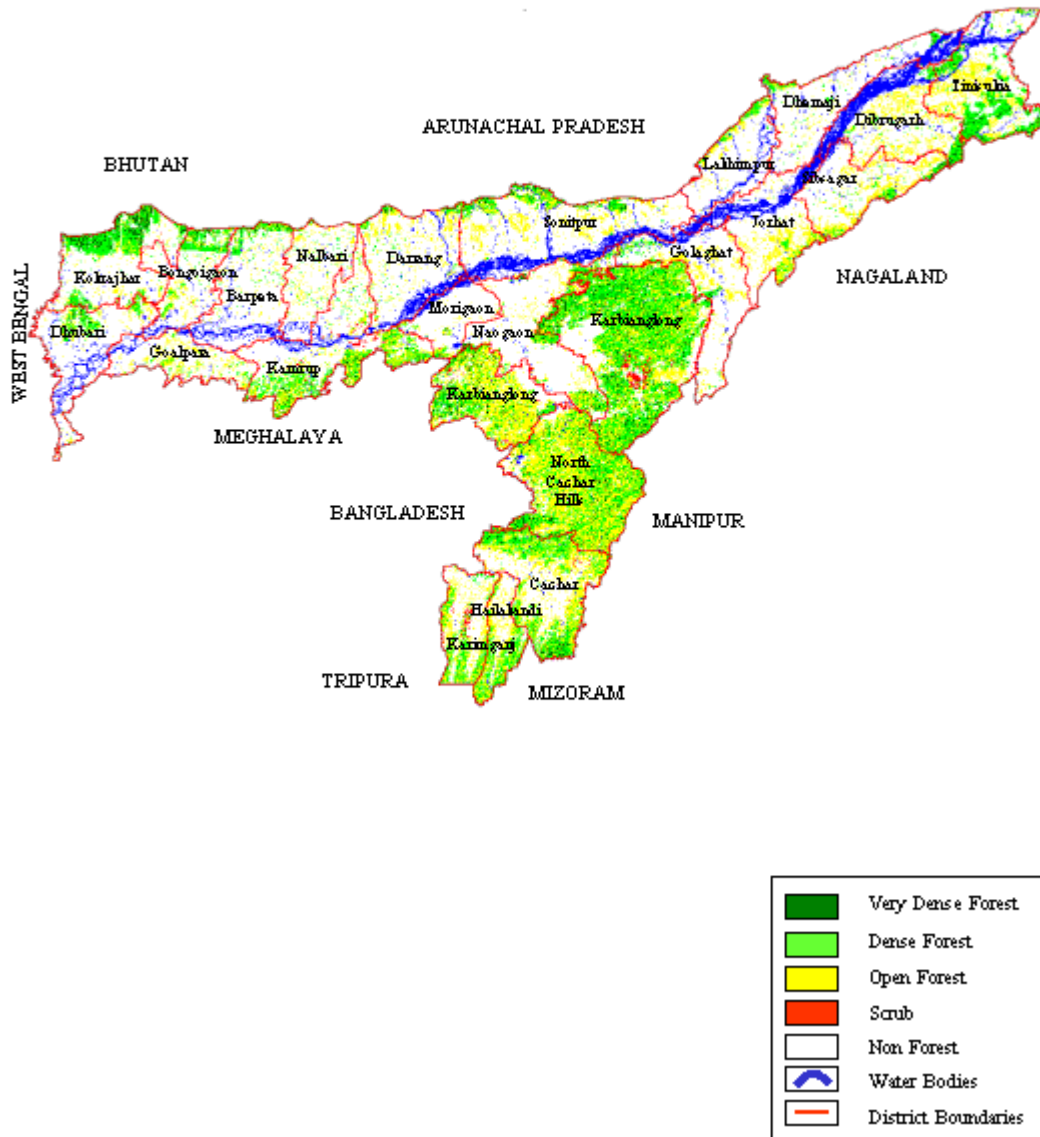 ARUNACHAL PRADESH
BHUTAN
Tinsukia
Dhemaji
Dibrugarh
Lakhimpur
Sibsagar
Sonitpur
Jorhat
Nalbari
Darrang
Golaghat
Kokrajhar
Bongoigaon
Barpeta
NAGALAND
Morigaon
Karbianglong
Dhubari
Naogaon
WEST BENGAL
Goalpara
Kamrup
Karbianglong
MEGHALAYA
North
Cachar
Hills
BANGLADESH
MANIPUR
Cachar
Hailakandi
Karimganj
TRIPURA
MIZORAM
Very Dense Forest
Dense Forest
Open Forest
Scrub
Non Forest
Water Bodies
District Boundaries